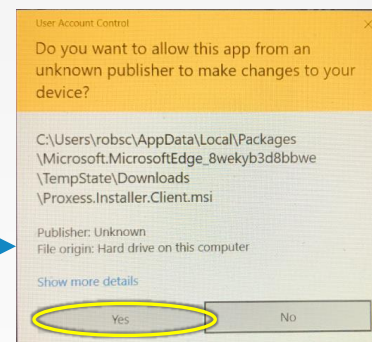 User Account Control
Do you want to allow this app from an
unknown publisher to make changes to your
device?
C:\Users\robsc\AppData\Local\Packages
\Microsoft.MicrosoftEdge_8wekyb3d8bbwe
\TempState\Downloads
\Proxess.Installer.Client.msi
Publisher: Unknown
File origin: Hard drive on this computer
Show more details
Yes No